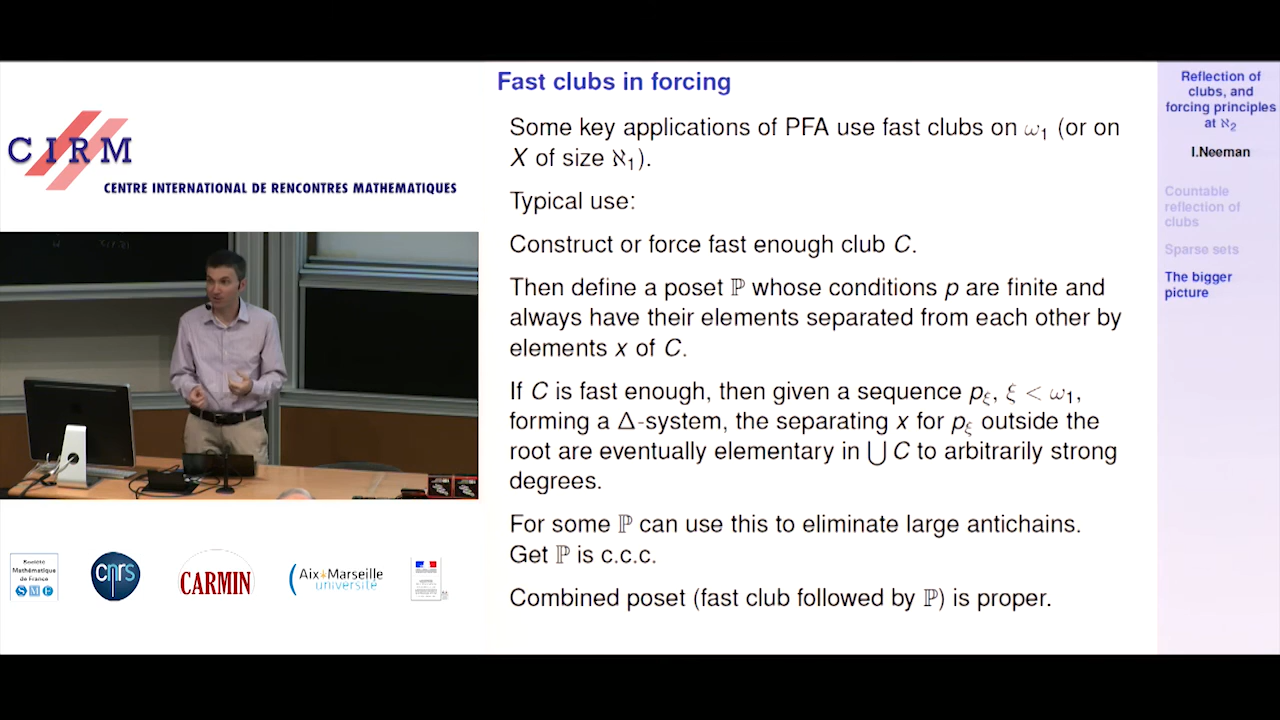 Fast clubs in forcing
Some key applications of PFA use fast clubs on ω₁ (or on
X of size ℵ₁).
Typical use:
Construct or force fast enough club C.
Then define a poset ℙ whose conditions p are finite and
always have their elements separated from each other by
elements x of C.
If C is fast enough, then given a sequence p_ξ, ξ < ω₁,
forming a Δ-system, the separating x for p_ξ outside the
root are eventually elementary in ⋃ C to arbitrarily strong
degrees.
For some ℙ can use this to eliminate large antichains.
Get ℙ is c.c.c.
Combined poset (fast club followed by ℙ) is proper.
Reflection of
clubs, and
forcing principles
at ℵ₂
I.Neeman
Countable
reflection of
clubs
Sparse sets
The bigger
picture
CIRM
CENTRE INTERNATIONAL DE RENCONTRES MATHEMATIQUES
Société
Mathématique
de France
SMF
cnrs
CARMIN
Aix*Marseille
université